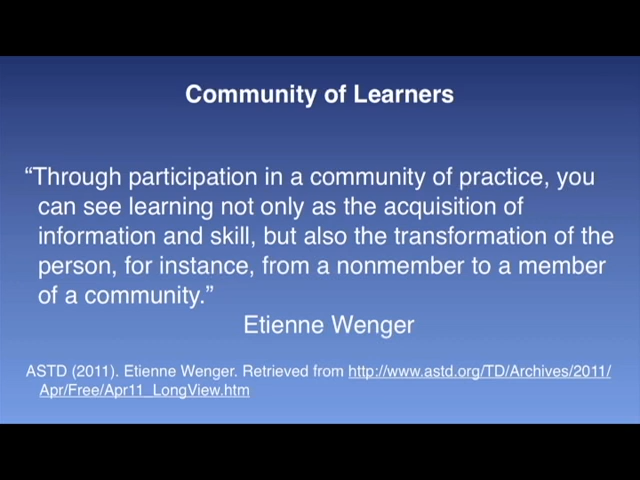 Community of Learners
“Through participation in a community of practice, you
can see learning not only as the acquisition of
information and skill, but also the transformation of the
person, for instance, from a nonmember to a member
of a community.”
Etienne Wenger
ASTD (2011). Etienne Wenger. Retrieved from http://www.astd.org/TD/Archives/2011/
Apr/Free/Apr11_LongView.htm